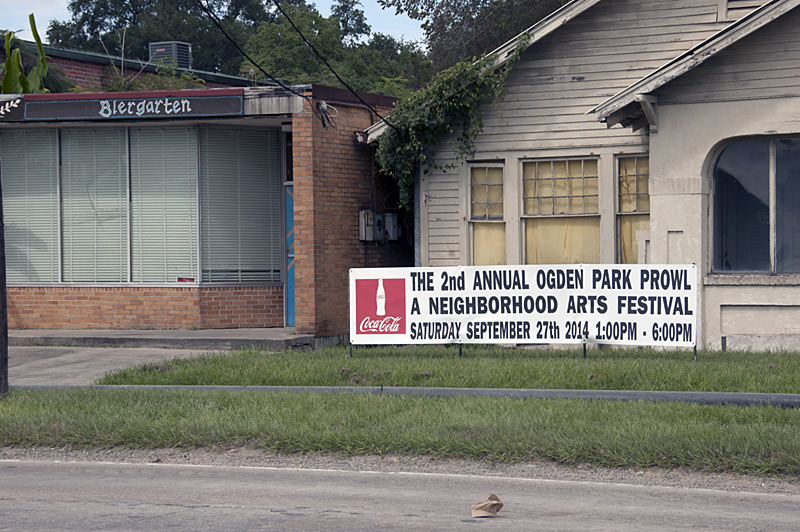 Biergarten
THE 2nd ANNUAL OGDEN PARK PROWL
A NEIGHBORHOOD ARTS FESTIVAL
SATURDAY SEPTEMBER 27th 2014 1:00PM - 6:00PM
Coca-Cola